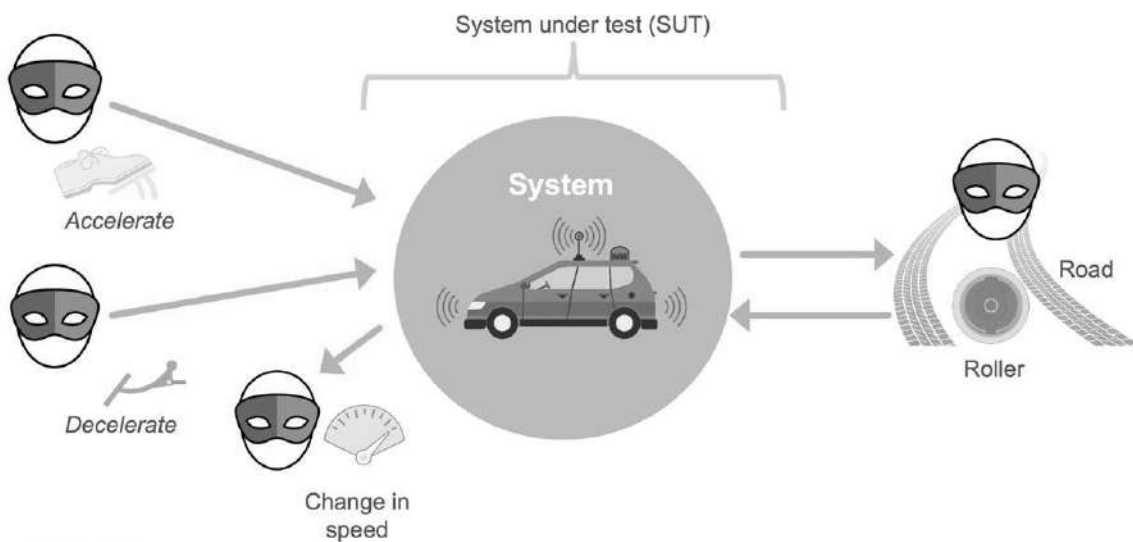 System under test (SUT)
System
Accelerate
Road
Roller
Decelerate
Change in
speed